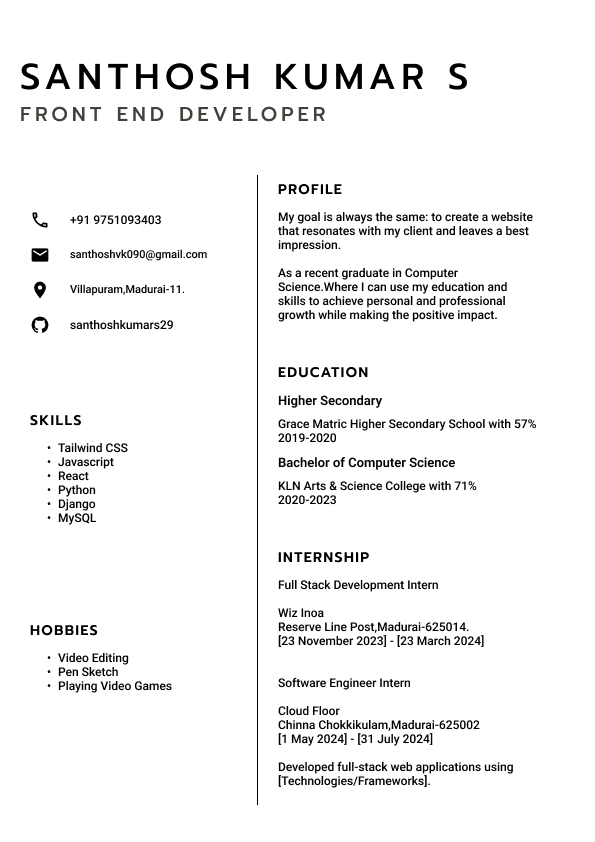 SANTHOSH KUMAR S
FRONT END DEVELOPER
+91 9751093403
santhoshvk090@gmail.com
Villapuram,Madurai-11.
santhoshkumars29
SKILLS
• Tailwind CSS
• Javascript
• React
• Python
• Django
• MySQL
HOBBIES
• Video Editing
• Pen Sketch
• Playing Video Games
PROFILE
My goal is always the same: to create a website
that resonates with my client and leaves a best
impression.
As a recent graduate in Computer
Science.Where I can use my education and
skills to achieve personal and professional
growth while making the positive impact.
EDUCATION
Higher Secondary
Grace Matric Higher Secondary School with 57%
2019-2020
Bachelor of Computer Science
KLN Arts & Science College with 71%
2020-2023
INTERNSHIP
Full Stack Development Intern
Wiz Inoa
Reserve Line Post,Madurai-625014.
[23 November 2023] - [23 March 2024]
Software Engineer Intern
Cloud Floor
Chinna Chokkikulam,Madurai-625002
[1 May 2024] - [31 July 2024]
Developed full-stack web applications using
[Technologies/Frameworks].